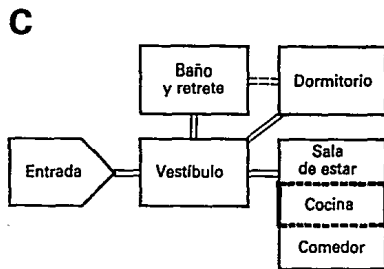 C
Baño
y retrete
Dormitorio
Entrada
Vestíbulo
Sala
de estar
Cocina
Comedor